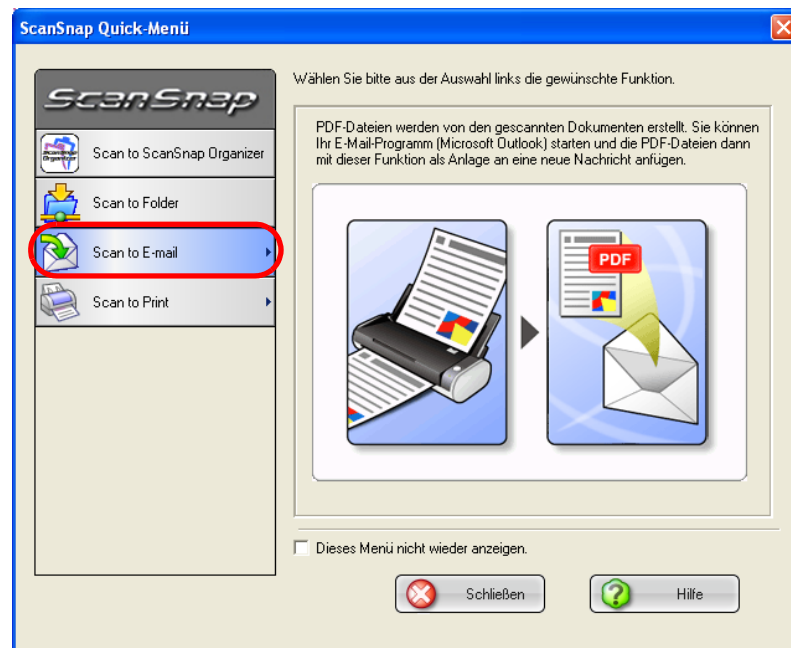 ScanSnap Quick-Menü
ScanSnap
Scan to ScanSnap Organizer
Scan to Folder
Scan to E-mail
Scan to Print
Wählen Sie bitte aus der Auswahl links die gewünschte Funktion.
PDF-Dateien werden von den gescannten Dokumenten erstellt. Sie können
Ihr E-Mail-Programm (Microsoft Outlook) starten und die PDF-Dateien dann
mit dieser Funktion als Anlage an eine neue Nachricht anfügen.
PDF
Dieses Menü nicht wieder anzeigen.
Schließen
Hilfe